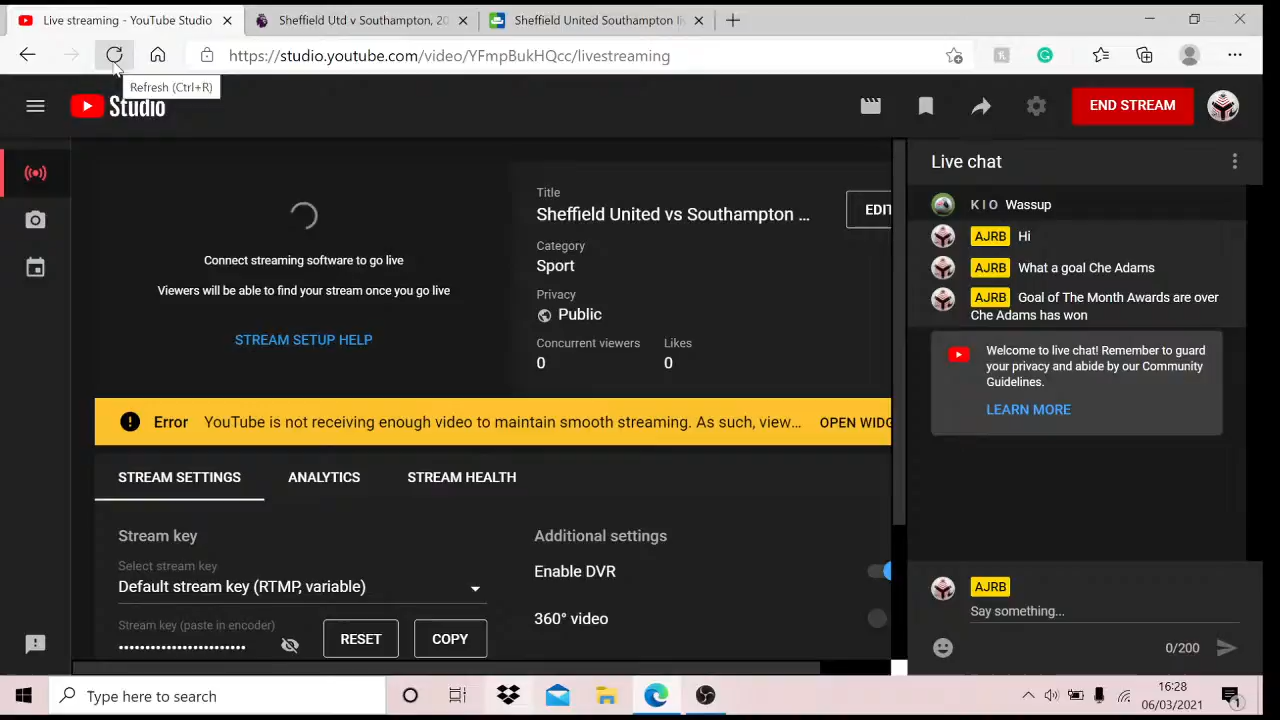 Live streaming - YouTube Studio
Sheffield Utd v Southampton, 20
Sheffield United Southampton li
https://studio.youtube.com/video/YFmpBukHQcc/livestreaming
Refresh (Ctrl+R)
Studio
END STREAM
Connect streaming software to go live
Viewers will be able to find your stream once you go live
STREAM SETUP HELP
Title
Sheffield United vs Southampton ...
EDIT
Category
Sport
Privacy
Public
Concurrent viewers
Likes
0
0
Error
YouTube is not receiving enough video to maintain smooth streaming. As such, view...
OPEN WIDG
STREAM SETTINGS
ANALYTICS
STREAM HEALTH
Stream key
Select stream key
Default stream key (RTMP, variable)
Stream key (paste in encoder)
••••••••••••••••••••••••
RESET
COPY
Additional settings
Enable DVR
360° video
Live chat
K I O Wassup
AJRB Hi
AJRB What a goal Che Adams
AJRB Goal of The Month Awards are over
Che Adams has won
Welcome to live chat! Remember to guard
your privacy and abide by our Community
Guidelines.
LEARN MORE
AJRB
Say something...
0/200
Type here to search
16:28
06/03/2021
1